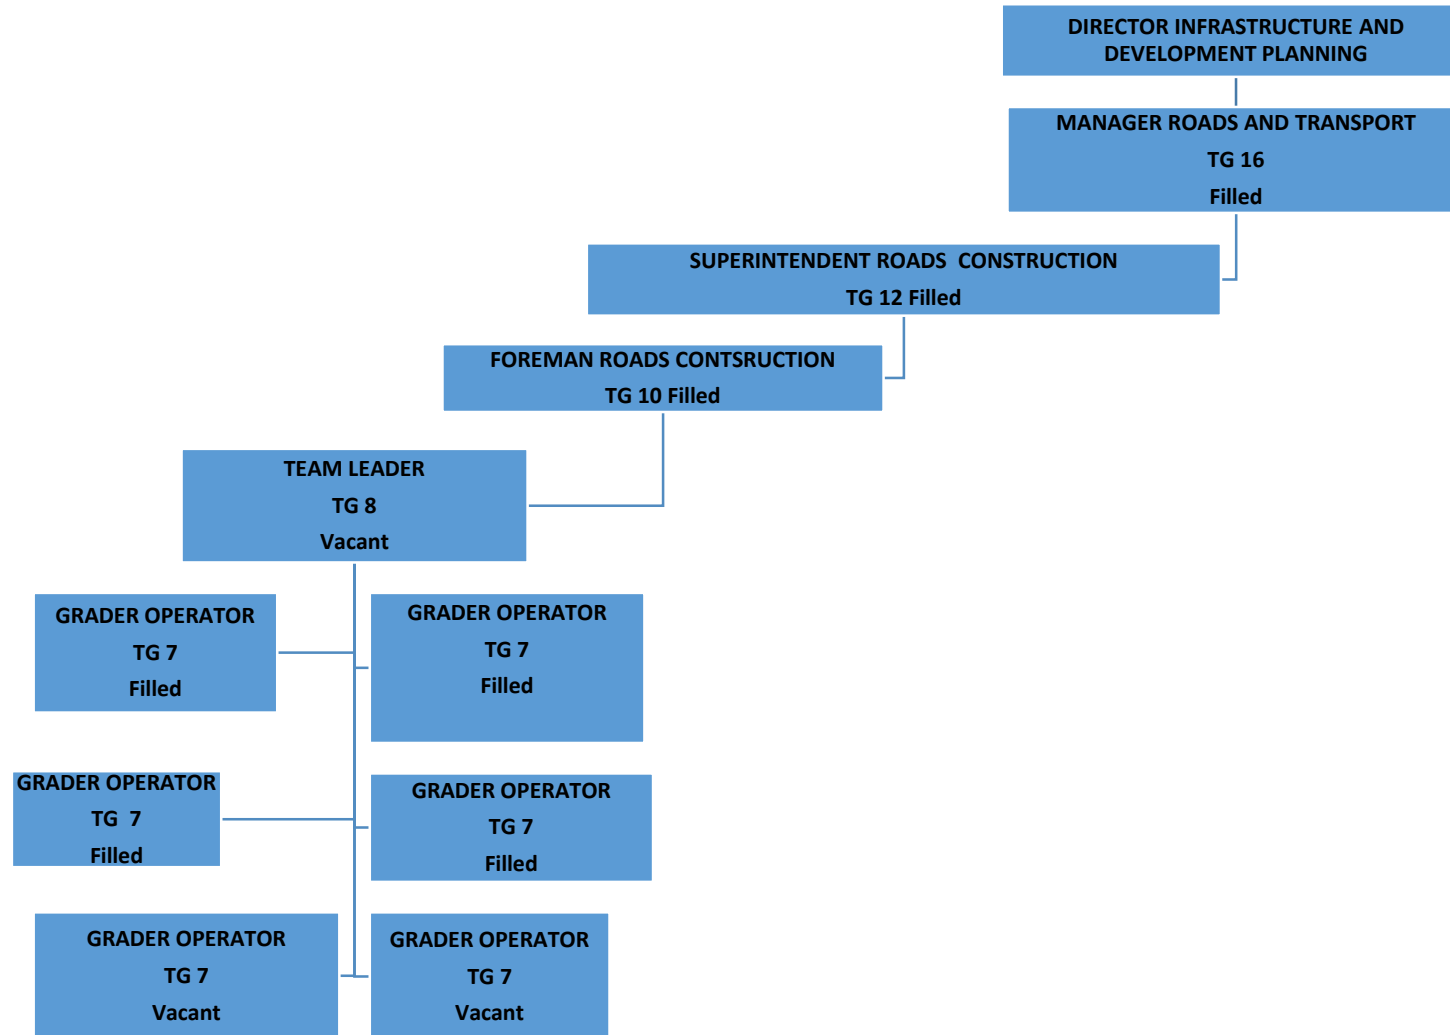 DIRECTOR INFRASTRUCTURE AND
DEVELOPMENT PLANNING
MANAGER ROADS AND TRANSPORT
TG 16
Filled
SUPERINTENDENT ROADS  CONSTRUCTION
TG 12 Filled
FOREMAN ROADS CONTSRUCTION
TG 10 Filled
TEAM LEADER
TG 8
Vacant
GRADER OPERATOR
TG 7
Filled
GRADER OPERATOR
TG 7
Filled
GRADER OPERATOR
TG  7
Filled
GRADER OPERATOR
TG 7
Filled
GRADER OPERATOR
TG 7
Vacant
GRADER OPERATOR
TG 7
Vacant